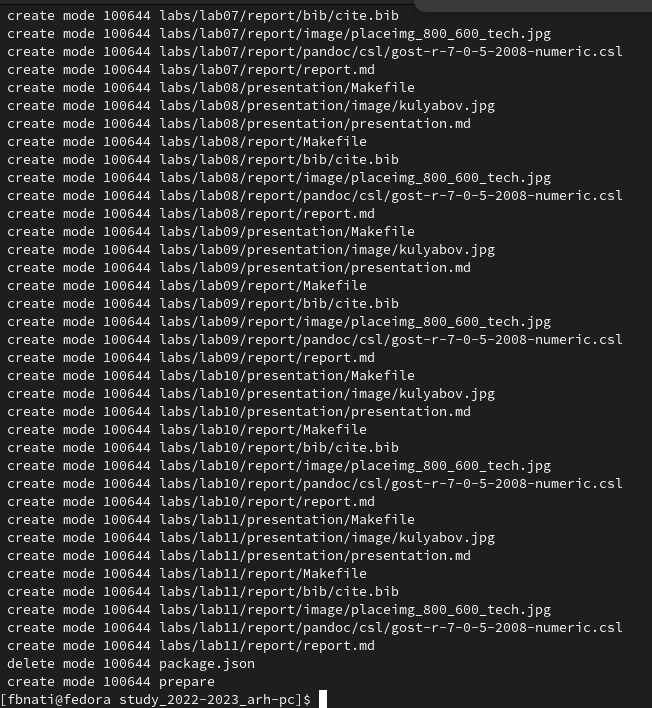 create mode 100644 labs/lab07/report/bib/cite.bib
create mode 100644 labs/lab07/report/image/placeimg_800_600_tech.jpg
create mode 100644 labs/lab07/report/pandoc/csl/gost-r-7-0-5-2008-numeric.csl
create mode 100644 labs/lab07/report/report.md
create mode 100644 labs/lab08/presentation/Makefile
create mode 100644 labs/lab08/presentation/image/kulyabov.jpg
create mode 100644 labs/lab08/presentation/presentation.md
create mode 100644 labs/lab08/report/Makefile
create mode 100644 labs/lab08/report/bib/cite.bib
create mode 100644 labs/lab08/report/image/placeimg_800_600_tech.jpg
create mode 100644 labs/lab08/report/pandoc/csl/gost-r-7-0-5-2008-numeric.csl
create mode 100644 labs/lab08/report/report.md
create mode 100644 labs/lab09/presentation/Makefile
create mode 100644 labs/lab09/presentation/image/kulyabov.jpg
create mode 100644 labs/lab09/presentation/presentation.md
create mode 100644 labs/lab09/report/Makefile
create mode 100644 labs/lab09/report/bib/cite.bib
create mode 100644 labs/lab09/report/image/placeimg_800_600_tech.jpg
create mode 100644 labs/lab09/report/pandoc/csl/gost-r-7-0-5-2008-numeric.csl
create mode 100644 labs/lab09/report/report.md
create mode 100644 labs/lab10/presentation/Makefile
create mode 100644 labs/lab10/presentation/image/kulyabov.jpg
create mode 100644 labs/lab10/presentation/presentation.md
create mode 100644 labs/lab10/report/Makefile
create mode 100644 labs/lab10/report/bib/cite.bib
create mode 100644 labs/lab10/report/image/placeimg_800_600_tech.jpg
create mode 100644 labs/lab10/report/pandoc/csl/gost-r-7-0-5-2008-numeric.csl
create mode 100644 labs/lab10/report/report.md
create mode 100644 labs/lab11/presentation/Makefile
create mode 100644 labs/lab11/presentation/image/kulyabov.jpg
create mode 100644 labs/lab11/presentation/presentation.md
create mode 100644 labs/lab11/report/Makefile
create mode 100644 labs/lab11/report/bib/cite.bib
create mode 100644 labs/lab11/report/image/placeimg_800_600_tech.jpg
create mode 100644 labs/lab11/report/pandoc/csl/gost-r-7-0-5-2008-numeric.csl
create mode 100644 labs/lab11/report/report.md
delete mode 100644 package.json
create mode 100644 prepare
[fbnati@fedora study_2022-2023_arh-pc]$